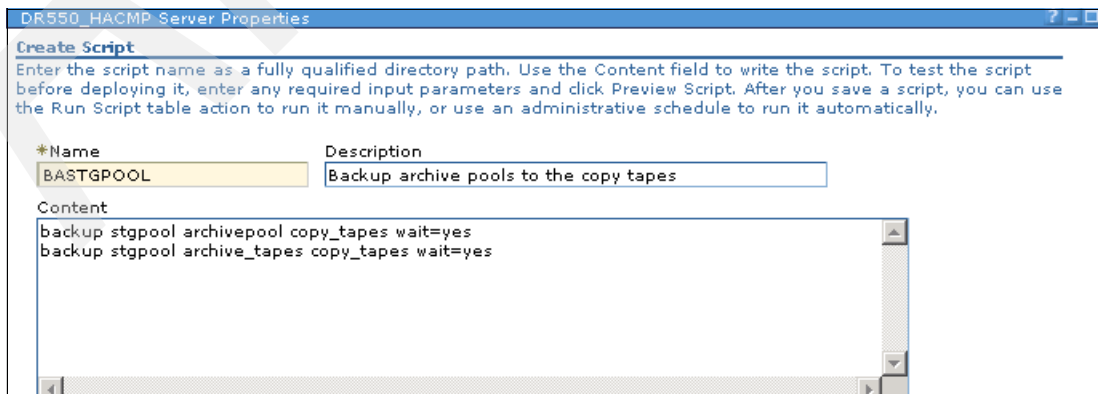 DR550_HACMP Server Properties ? – □
Create Script
Enter the script name as a fully qualified directory path. Use the Content field to write the script. To test the script
before deploying it, enter any required input parameters and click Preview Script. After you save a script, you can use
the Run Script table action to run it manually, or use an administrative schedule to run it automatically.
*Name Description
BASTGPOOL Backup archive pools to the copy tapes
Content
backup stgpool archivepool copy_tapes wait=yes
backup stgpool archive_tapes copy_tapes wait=yes